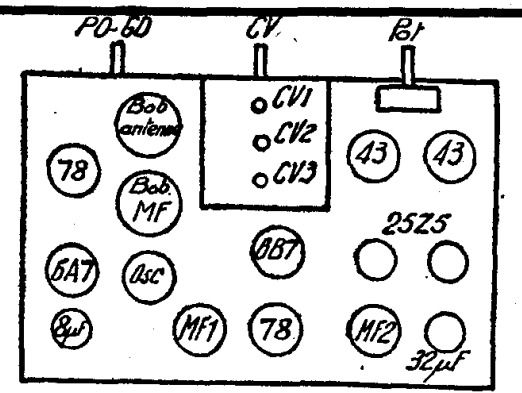 PO-GO CV Pot
Bob
antenne
CV1
CV2
CV3
78
43 43
Bob
MF
25Z5
6A7 Osc 6B7
8µF MF1 78 MF2
32µF